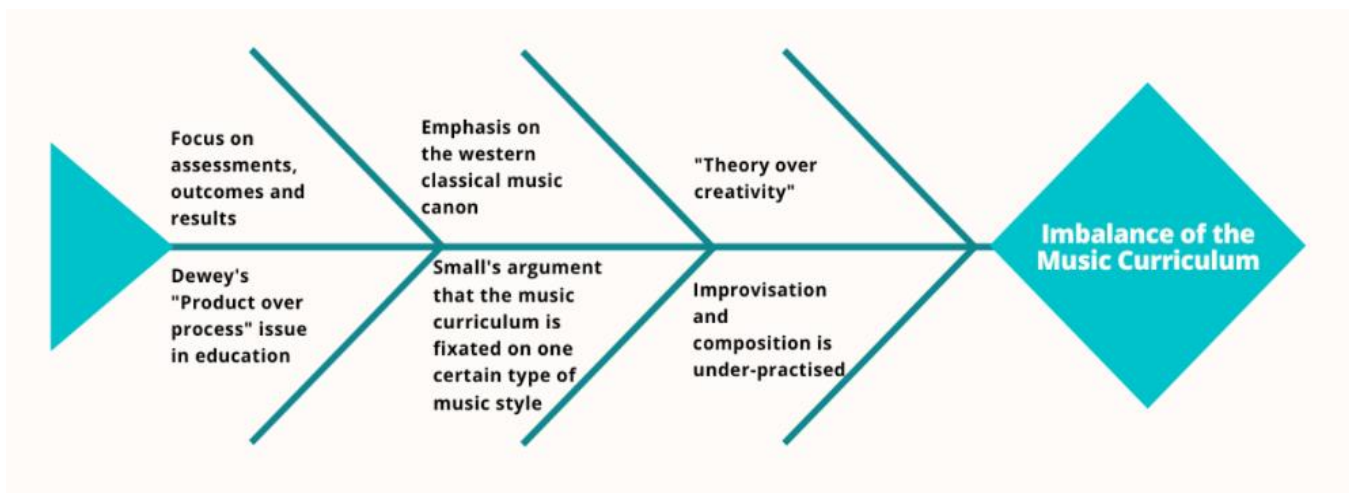 Focus on
assessments,
outcomes and
results
Emphasis on
the western
classical music
canon
"Theory over
creativity"
Imbalance of the
Music Curriculum
Dewey's
"Product over
process" issue
in education
Small's argument
that the music
curriculum is
fixated on one
certain type of
music style
Improvisation
and
composition is
under-practised